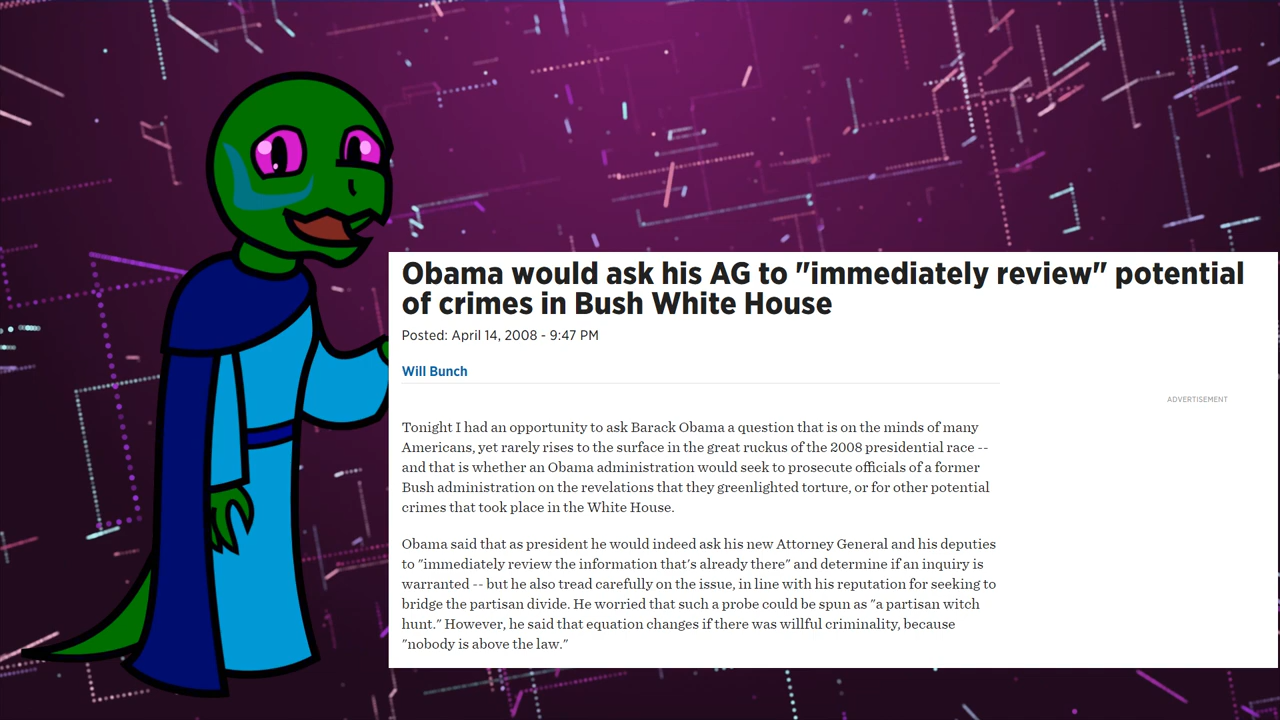 Obama would ask his AG to "immediately review" potential
of crimes in Bush White House
Posted: April 14, 2008 - 9:47 PM
Will Bunch
ADVERTISEMENT
Tonight I had an opportunity to ask Barack Obama a question that is on the minds of many
Americans, yet rarely rises to the surface in the great ruckus of the 2008 presidential race --
and that is whether an Obama administration would seek to prosecute officials of a former
Bush administration on the revelations that they greenlighted torture, or for other potential
crimes that took place in the White House.
Obama said that as president he would indeed ask his new Attorney General and his deputies
to "immediately review the information that's already there" and determine if an inquiry is
warranted -- but he also tread carefully on the issue, in line with his reputation for seeking to
bridge the partisan divide. He worried that such a probe could be spun as "a partisan witch
hunt." However, he said that equation changes if there was willful criminality, because
"nobody is above the law."